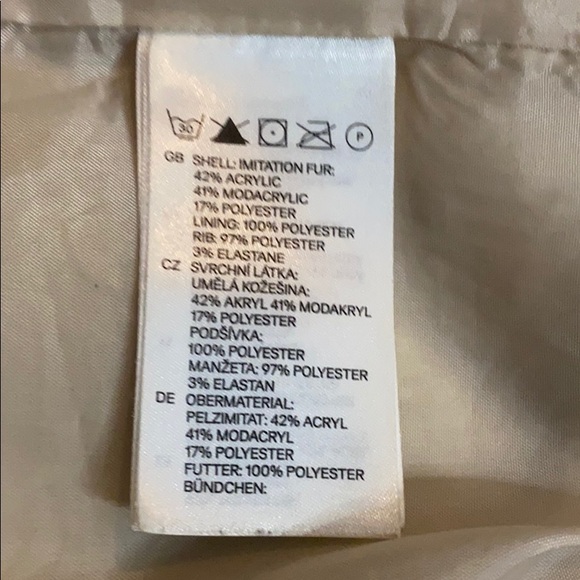 30 P
GB SHELL: IMITATION FUR:
42% ACRYLIC
41% MODACRYLIC
17% POLYESTER
LINING: 100% POLYESTER
RIB: 97% POLYESTER
3% ELASTANE
CZ SVRCHNÍ LÁTKA:
UMĚLÁ KOŽEŠINA:
42% AKRYL 41% MODAKRYL
17% POLYESTER
PODŠÍVKA:
100% POLYESTER
MANŽETA: 97% POLYESTER
3% ELASTAN
DE OBERMATERIAL:
PELZIMITAT: 42% ACRYL
41% MODACRYL
17% POLYESTER
FUTTER: 100% POLYESTER
BÜNDCHEN: